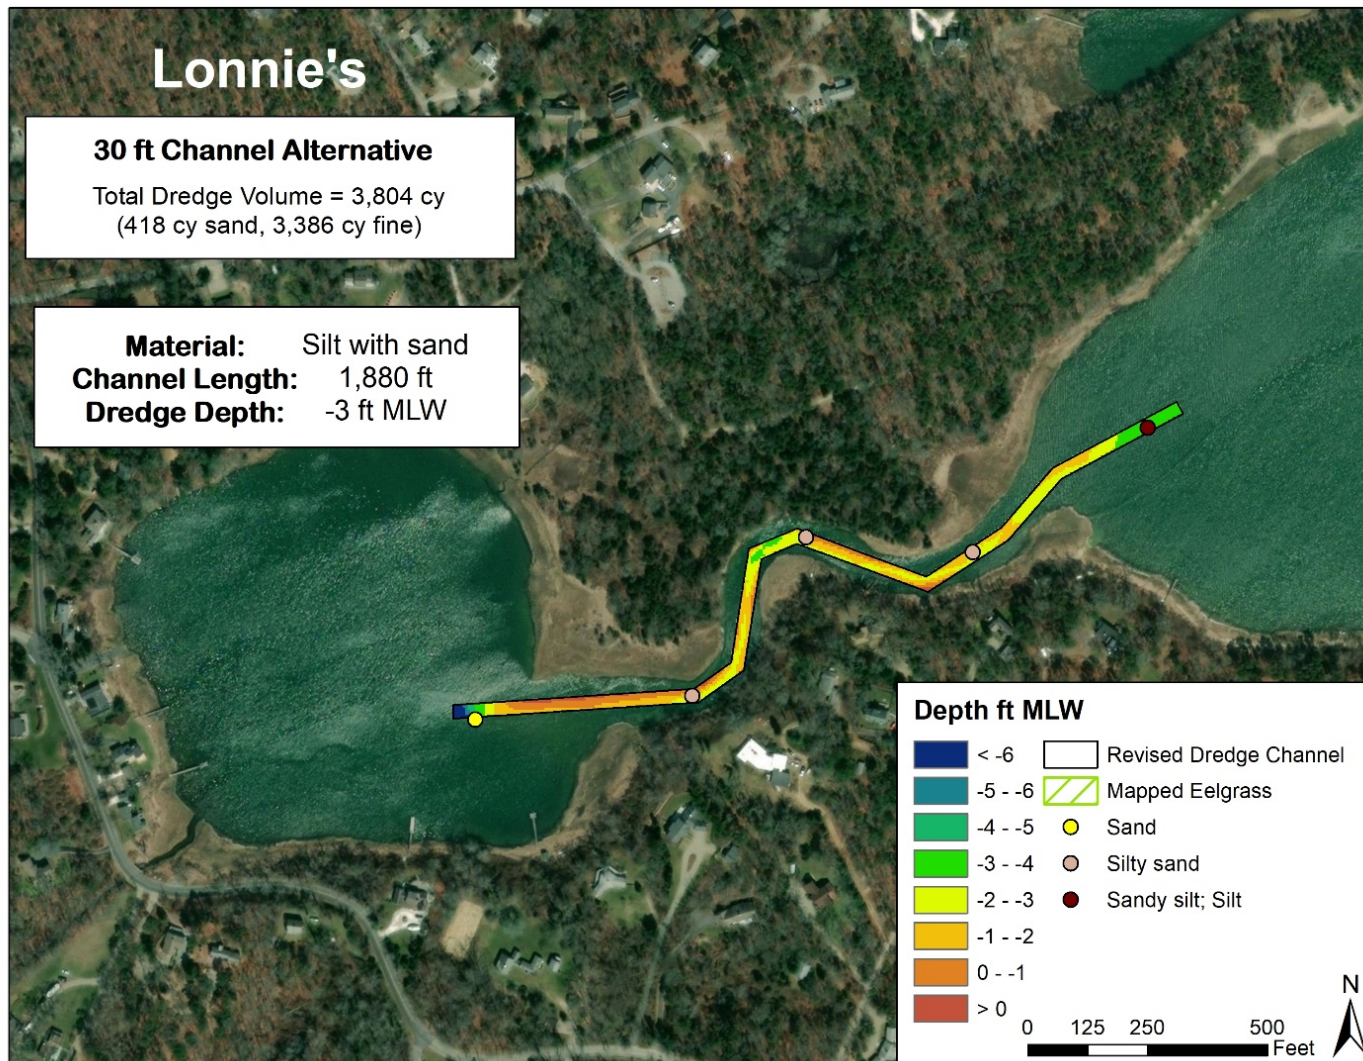 Lonnie's
30 ft Channel Alternative
Total Dredge Volume = 3,804 cy
(418 cy sand, 3,386 cy fine)
Material: Silt with sand
Channel Length: 1,880 ft
Dredge Depth: -3 ft MLW
Depth ft MLW
< -6 Revised Dredge Channel
-5 - -6 Mapped Eelgrass
-4 - -5 Sand
-3 - -4 Silty sand
-2 - -3 Sandy silt; Silt
-1 - -2
0 - -1
> 0
N
0 125 250 500
Feet